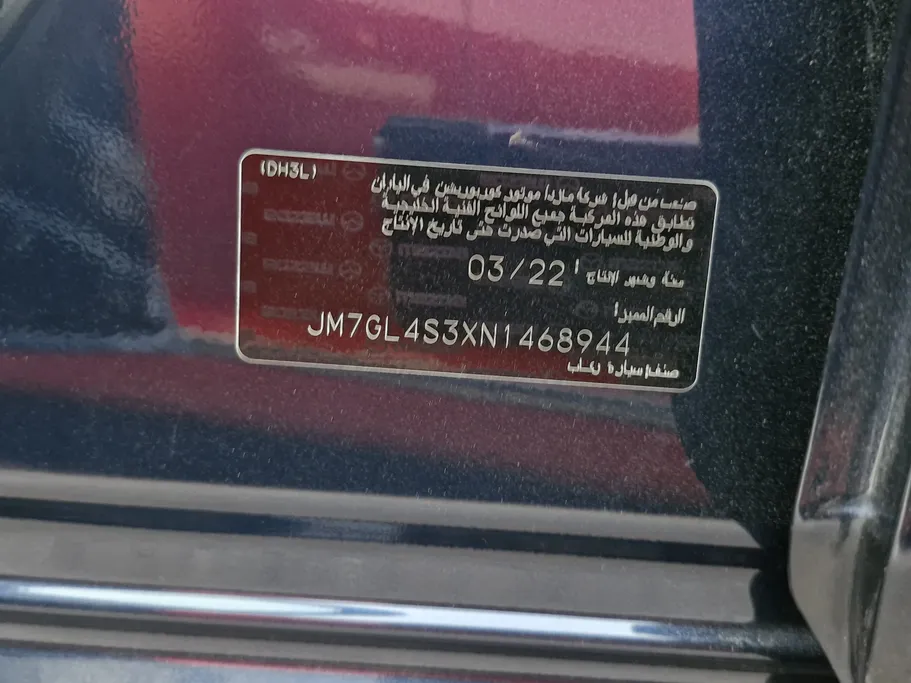 (DH3L)
صنعت من قبل: شركة مازدا موتور كوربوريشن في اليابان
تطابق هذه المركبة جميع اللوائح الفنية الخليجية
والوطنية للسيارات التي صدرت حتى تاريخ الإنتاج
سنة وشهر الإنتاج: 03/22
الرقم المميز:
JM7GL4S3XN1468944
صنف: سيارة ركاب